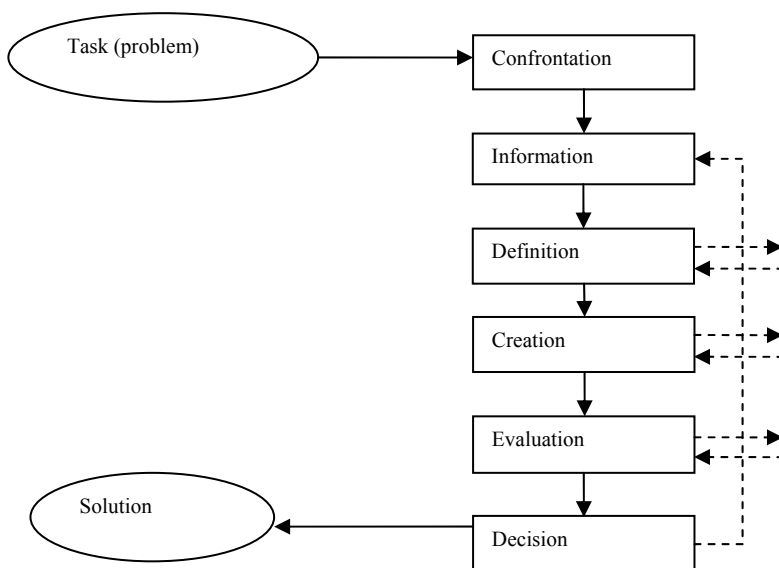 Task (problem)
Confrontation
Information
Definition
Creation
Evaluation
Solution
Decision